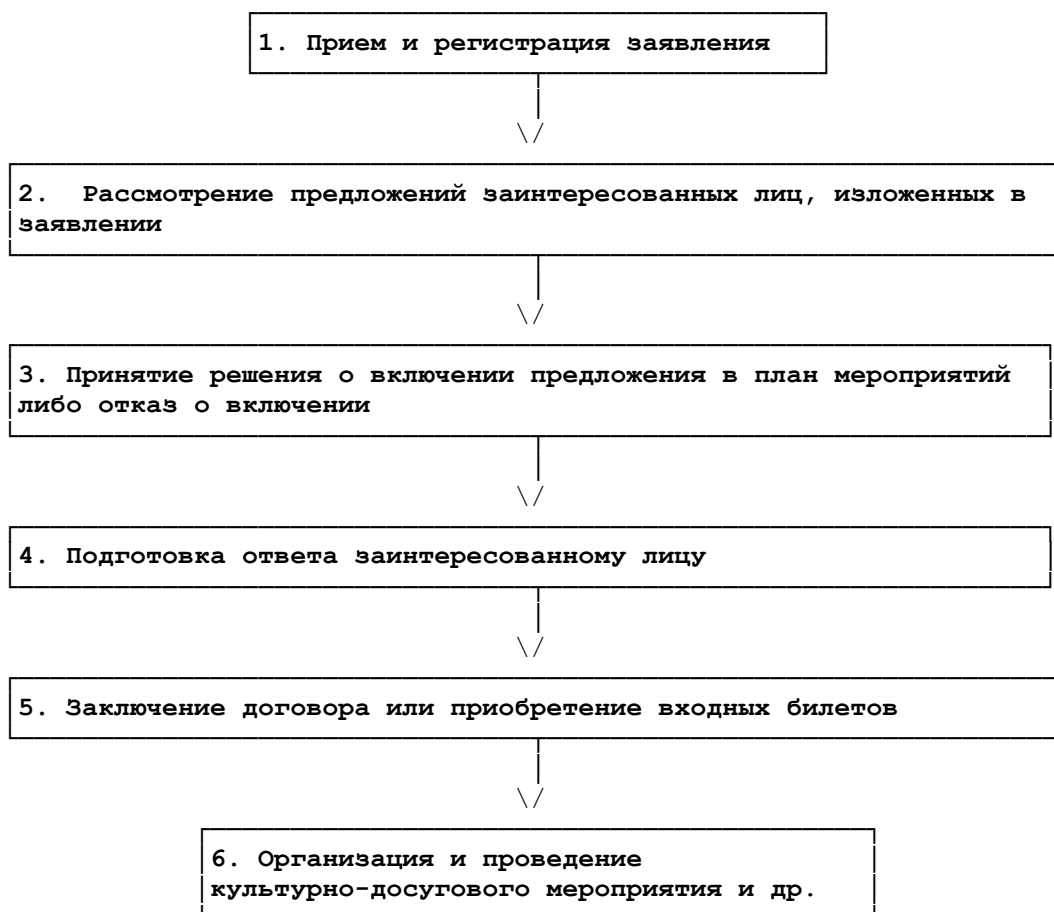 1. Прием и регистрация заявления
2. Рассмотрение предложений заинтересованных лиц, изложенных в
заявлении
3. Принятие решения о включении предложения в план мероприятий
либо отказ о включении
4. Подготовка ответа заинтересованному лицу
5. Заключение договора или приобретение входных билетов
6. Организация и проведение
культурно-досугового мероприятия и др.